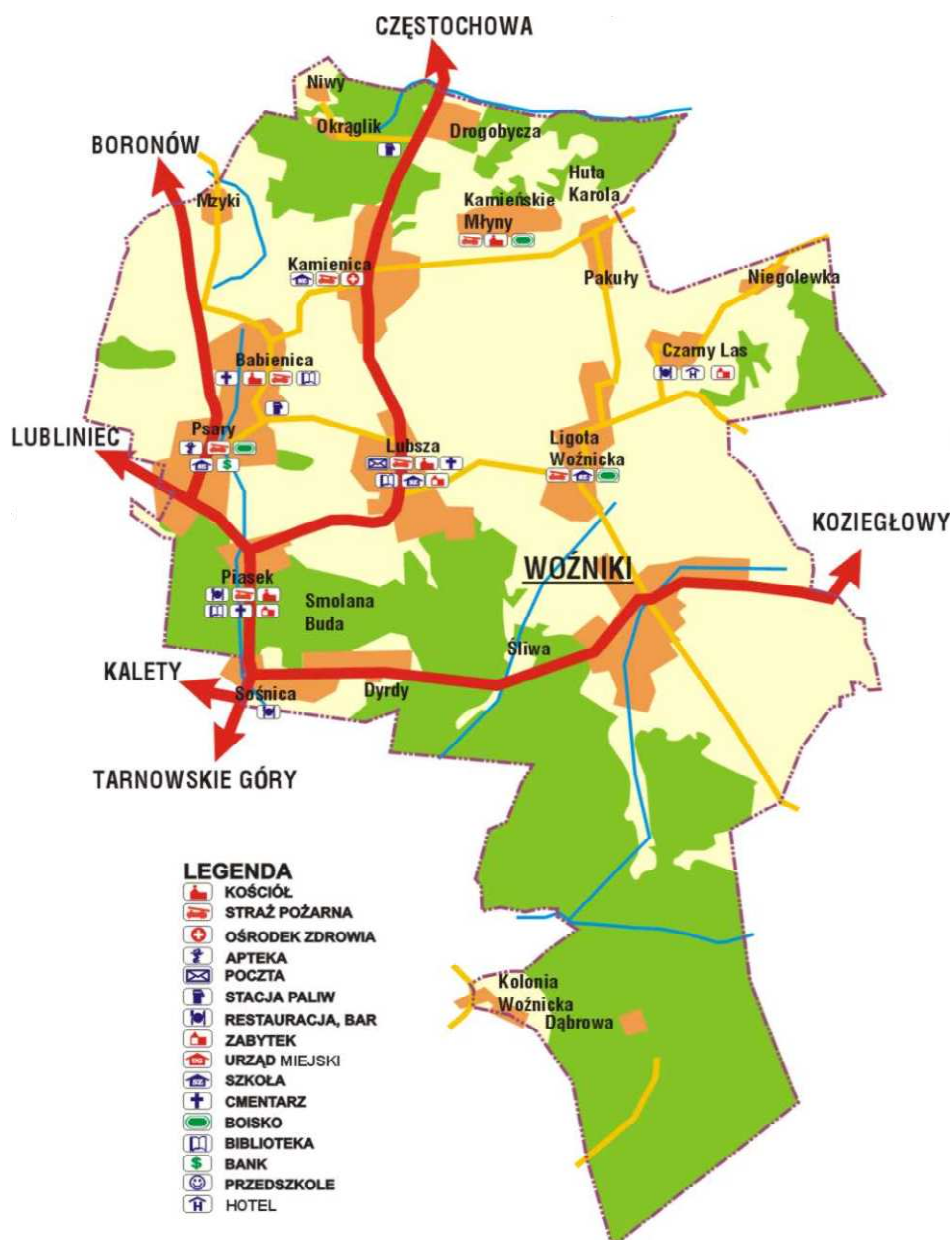 CZĘSTOCHOWA
Niwy
Okrąglik
Drogobycza
BORONÓW
Huta
Karola
Mzyki
Kamieńskie
Młyny
Kamienica
Pakuły
Niegolewka
Babienica
Czarny Las
H
LUBLINIEC
Psary
$
Lubsza
Ligota
Woźnicka
KOZIEGŁOWY
WOŹNIKI
Piasek
Smolana
Buda
Śliwa
KALETY
Sośnica
Dyrdy
TARNOWSKIE GÓRY
LEGENDA
KOŚCIÓŁ
STRAŻ POŻARNA
OŚRODEK ZDROWIA
APTEKA
POCZTA
STACJA PALIW
RESTAURACJA, BAR
ZABYTEK
URZĄD MIEJSKI
SZKOŁA
CMENTARZ
BOISKO
BIBLIOTEKA
$ BANK
PRZEDSZKOLE
H HOTEL
Kolonia
Woźnicka
Dąbrowa